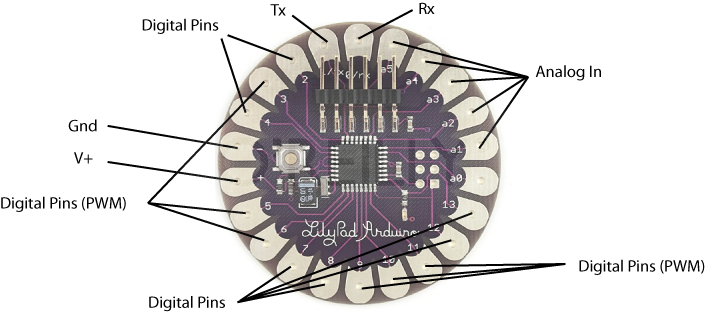 Tx
Rx
Digital Pins
Analog In
Gnd
V+
Digital Pins (PWM)
Digital Pins
Digital Pins (PWM)
1/tx
0/rx
a5
a4
a3
a2
a1
a0
2
3
4
-
+
5
6
7
8
9
10
11
12
13
LilyPad Arduino